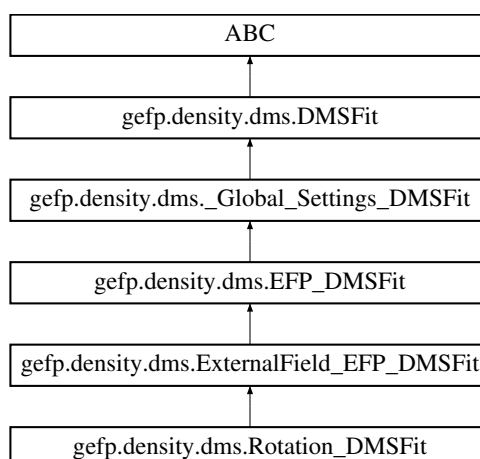 ABC
gefp.density.dms.DMSFit
gefp.density.dms._Global_Settings_DMSFit
gefp.density.dms.EFP_DMSFit
gefp.density.dms.ExternalField_EFP_DMSFit
gefp.density.dms.Rotation_DMSFit